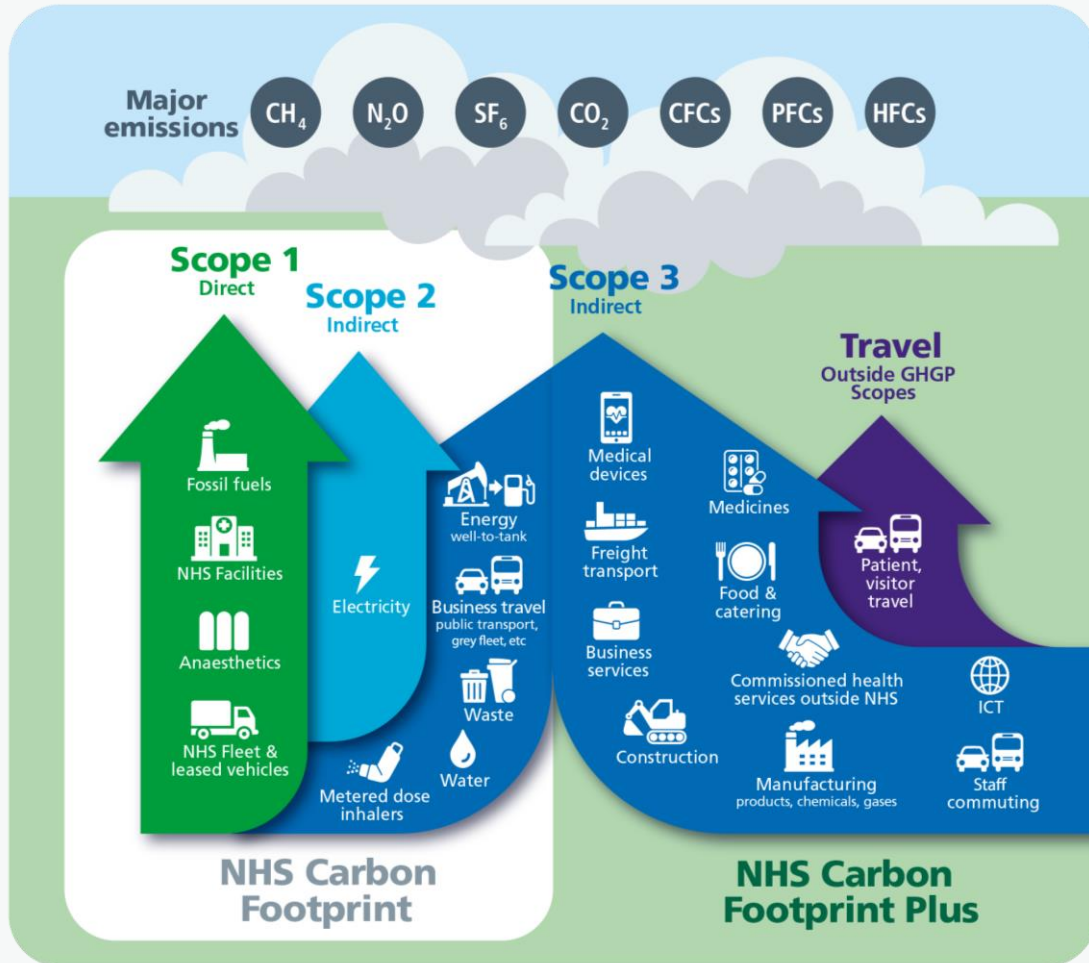 Major
emissions
CH₄
N₂O
SF₆
CO₂
CFCs
PFCs
HFCs
Scope 1
Direct
Fossil fuels
NHS Facilities
Anaesthetics
NHS Fleet &
leased vehicles
Scope 2
Indirect
Electricity
Scope 3
Indirect
Energy
well-to-tank
Business travel
public transport,
grey fleet, etc
Waste
Water
Metered dose
inhalers
Medical
devices
Freight
transport
Business
services
Construction
Medicines
Food &
catering
Commissioned health
services outside NHS
Manufacturing
products, chemicals, gases
ICT
Staff
commuting
Travel
Outside GHGP
Scopes
Patient,
visitor
travel
NHS Carbon
Footprint
NHS Carbon
Footprint Plus